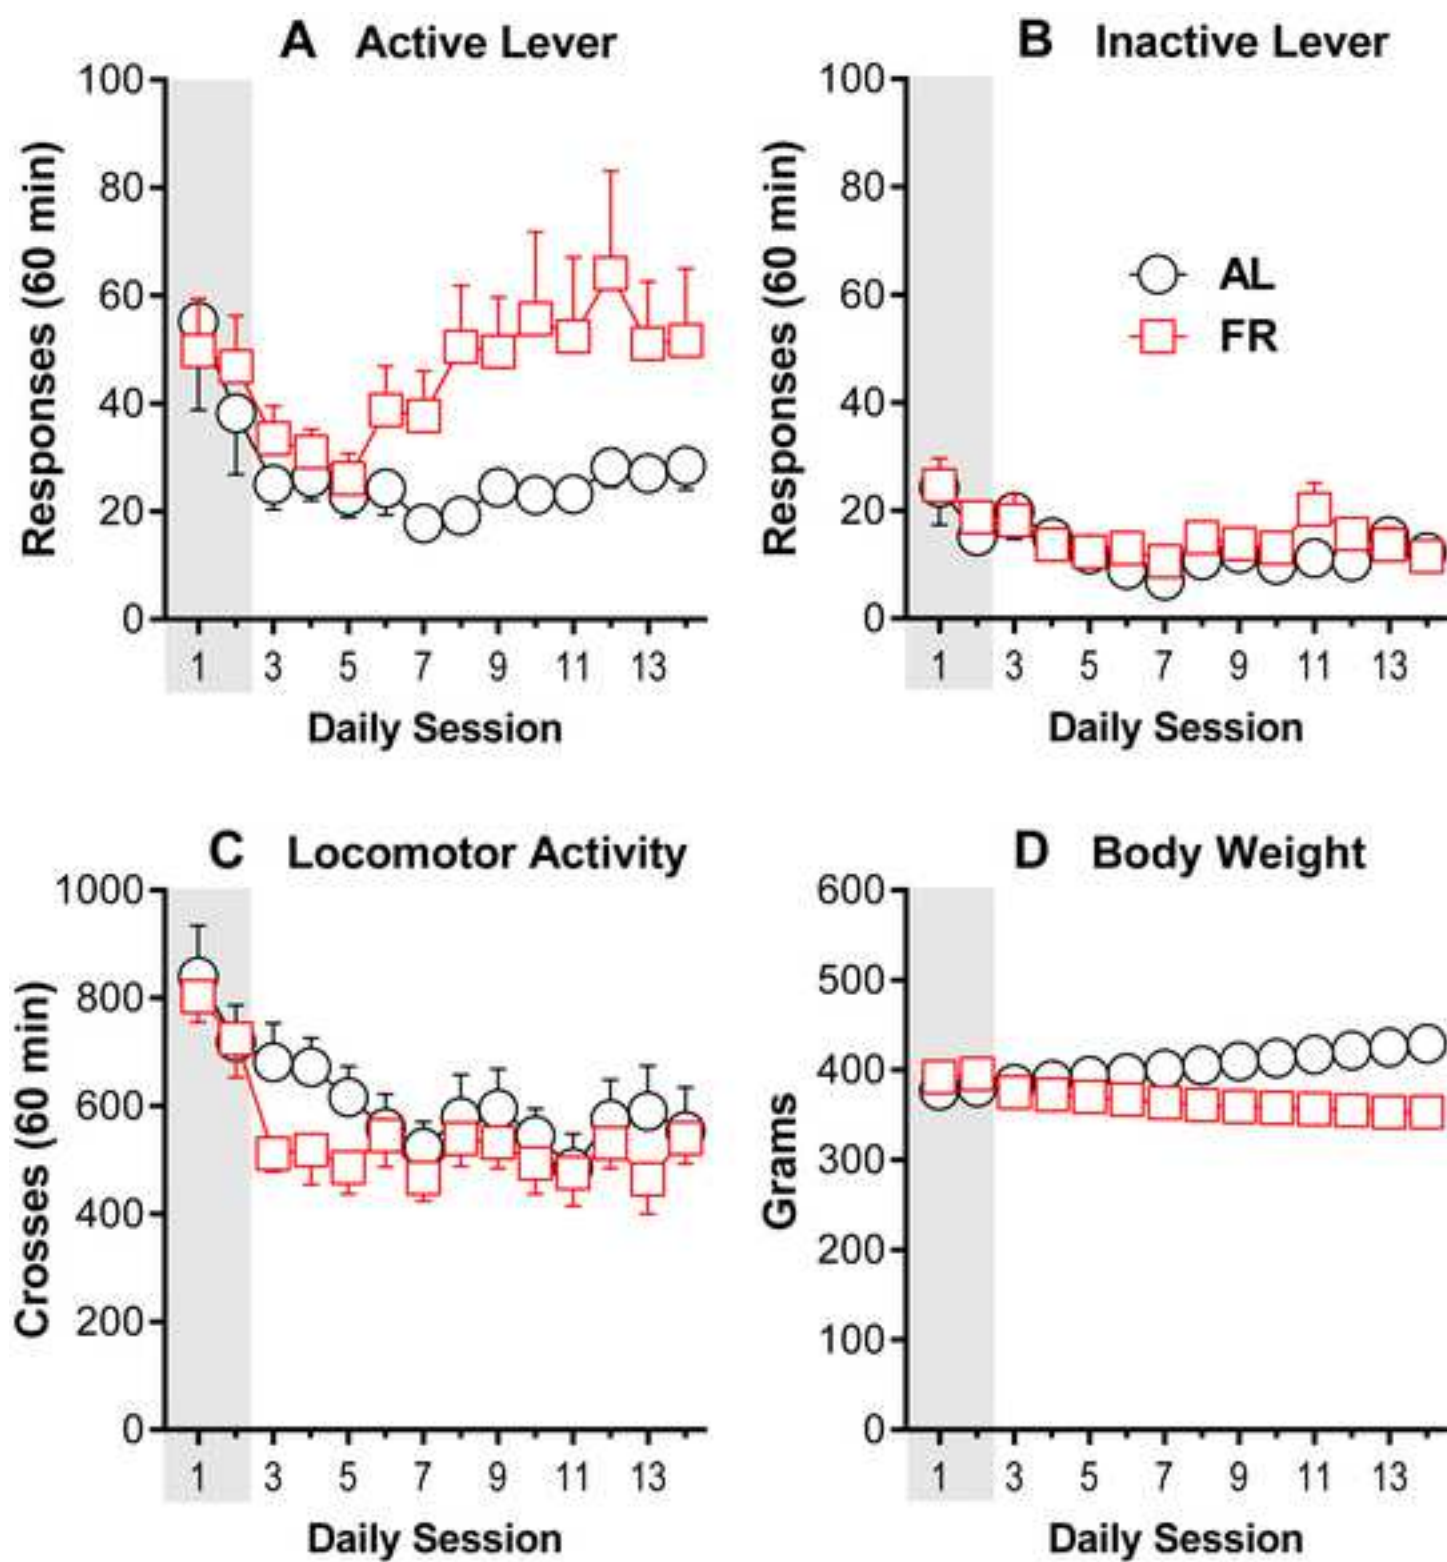 A Active Lever
100
80
60
40
20
0
Responses (60 min)
1 3 5 7 9 11 13
Daily Session
B Inactive Lever
100
80
60
40
20
0
Responses (60 min)
AL
FR
1 3 5 7 9 11 13
Daily Session
C Locomotor Activity
1000
800
600
400
200
0
Crosses (60 min)
1 3 5 7 9 11 13
Daily Session
D Body Weight
600
500
400
300
200
100
0
Grams
1 3 5 7 9 11 13
Daily Session